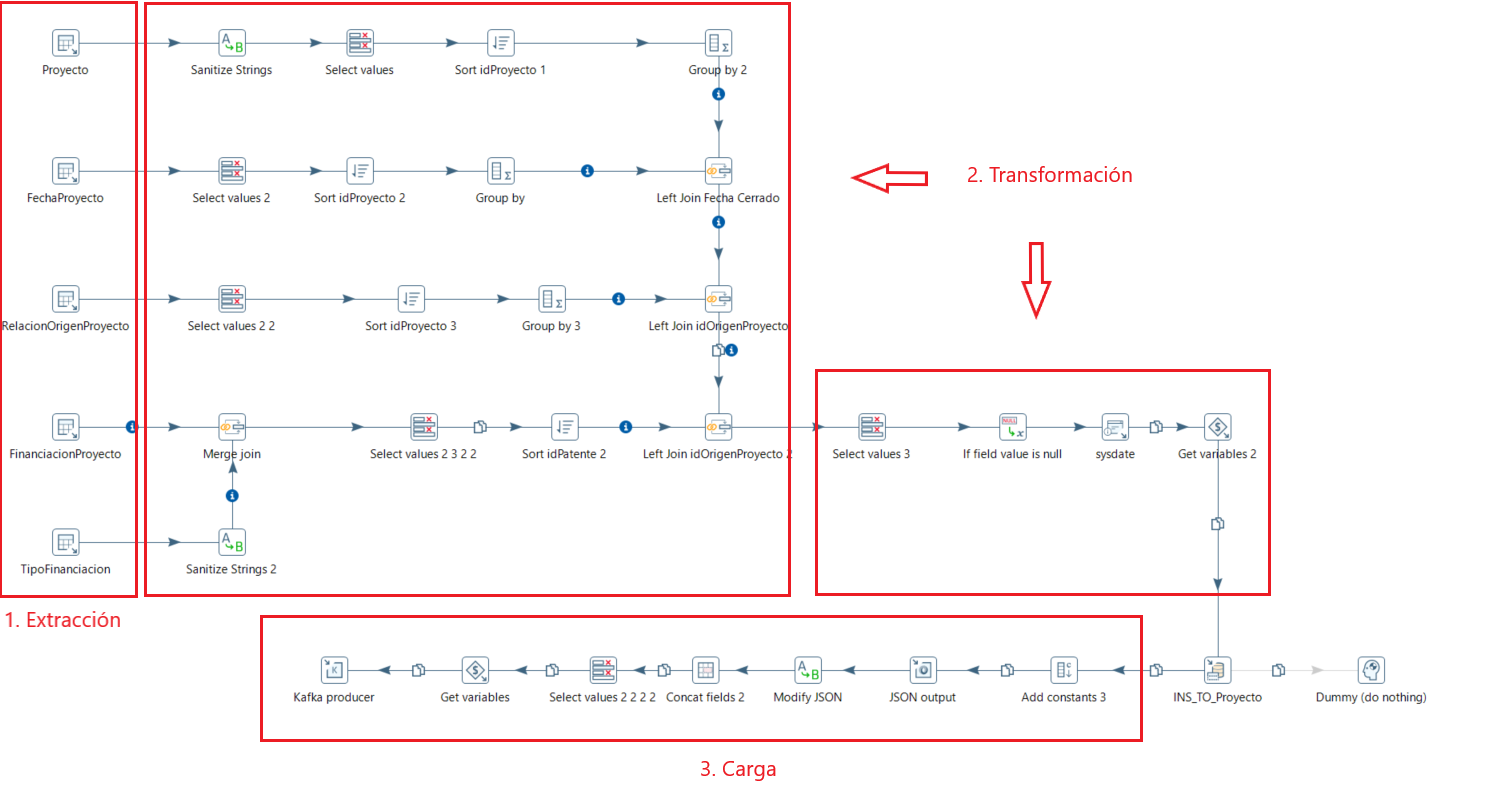 Proyecto
Sanitize Strings
Select values
Sort idProyecto 1
Group by 2
FechaProyecto
Select values 2
Sort idProyecto 2
Group by
Left Join Fecha Cerrado
2. Transformación
RelacionOrigenProyecto
Select values 2 2
Sort idProyecto 3
Group by 3
Left Join idOrigenProyecto
FinanciacionProyecto
Merge join
Select values 2 3 2 2
Sort idPatente 2
Left Join idOrigenProyecto 2
Select values 3
If field value is null
sysdate
Get variables 2
TipoFinanciacion
Sanitize Strings 2
1. Extracción
Kafka producer
Get variables
Select values 2 2 2 2
Concat fields 2
Modify JSON
JSON output
Add constants 3
INS_TO_Proyecto
Dummy (do nothing)
3. Carga